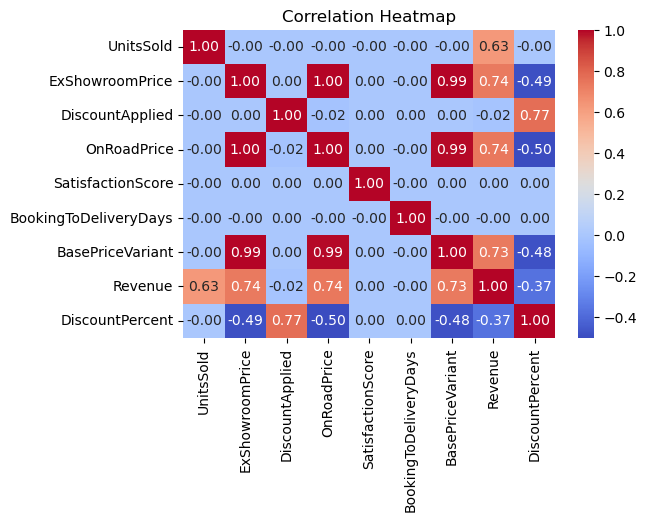 Correlation Heatmap
UnitsSold 1.00 -0.00 -0.00 -0.00 -0.00 -0.00 -0.00 0.63 -0.00
ExShowroomPrice -0.00 1.00 0.00 1.00 0.00 -0.00 0.99 0.74 -0.49
DiscountApplied -0.00 0.00 1.00 -0.02 0.00 -0.00 0.00 -0.02 0.77
OnRoadPrice -0.00 1.00 -0.02 1.00 0.00 -0.00 0.99 0.74 -0.50
SatisfactionScore -0.00 0.00 0.00 0.00 1.00 -0.00 0.00 0.00 0.00
BookingToDeliveryDays -0.00 -0.00 -0.00 -0.00 -0.00 1.00 -0.00 -0.00 0.00
BasePriceVariant -0.00 0.99 0.00 0.99 0.00 -0.00 1.00 0.73 -0.48
Revenue 0.63 0.74 -0.02 0.74 0.00 -0.00 0.73 1.00 -0.37
DiscountPercent -0.00 -0.49 0.77 -0.50 0.00 0.00 -0.48 -0.37 1.00
UnitsSold
ExShowroomPrice
DiscountApplied
OnRoadPrice
SatisfactionScore
BookingToDeliveryDays
BasePriceVariant
Revenue
DiscountPercent
1.0
0.8
0.6
0.4
0.2
0.0
−0.2
−0.4